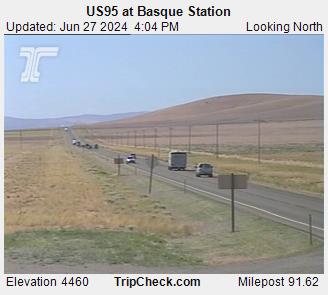 US95 at Basque Station
Updated: Jun 27 2024 4:04 PM Looking North
Elevation 4460 TripCheck.com Milepost 91.62